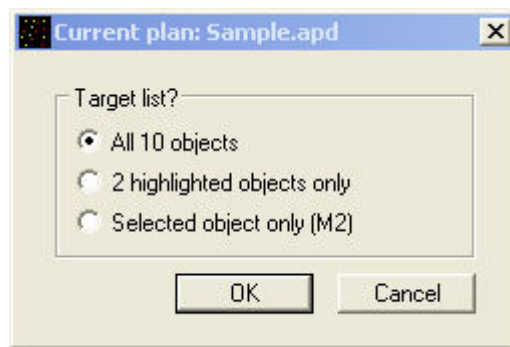 Current plan: Sample.apd
Target list?
All 10 objects
2 highlighted objects only
Selected object only (M2)
OK
Cancel